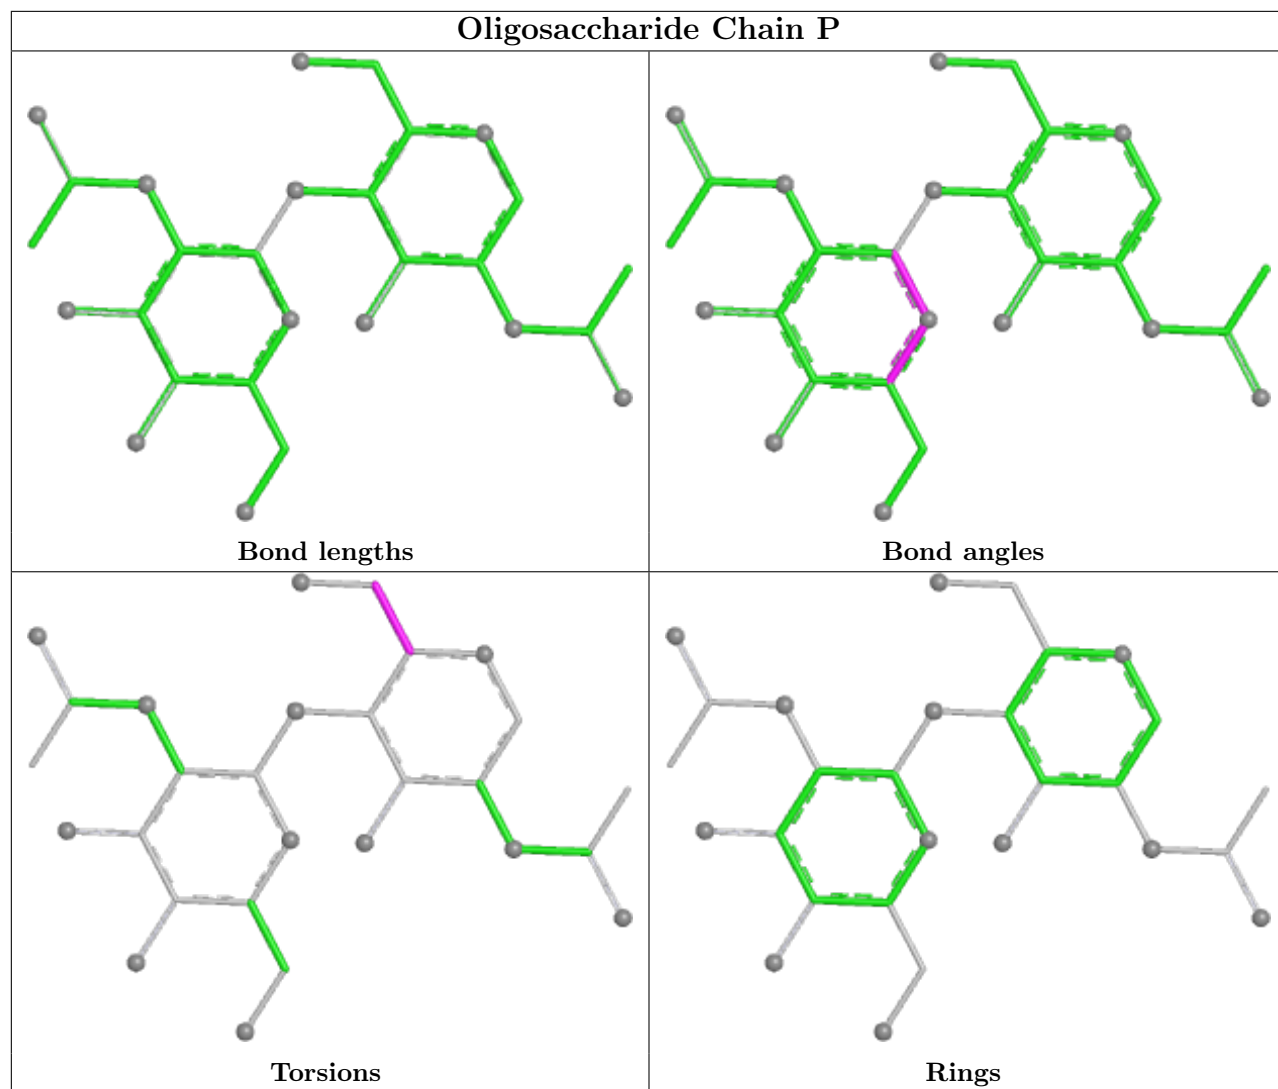 Oligosaccharide Chain P
Bond lengths
Bond angles
Torsions
Rings